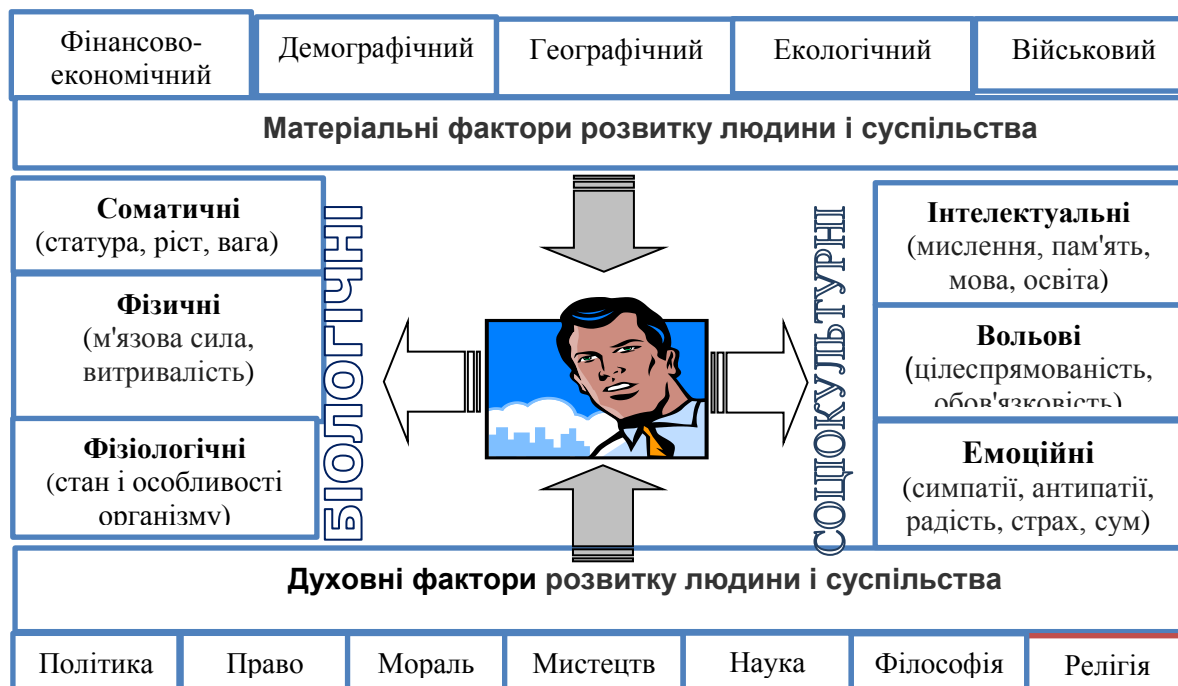 Фінансово-
економічний
Демографічний
Географічний
Екологічний
Військовий
Матеріальні фактори розвитку людини і суспільства
Соматичні
(статура, ріст, вага)
Фізичні
(м'язова сила,
витривалість)
Фізіологічні
(стан і особливості
організму)
БІОЛОГІЧНІ
СОЦІОКУЛЬТУРНІ
Інтелектуальні
(мислення, пам'ять,
мова, освіта)
Вольові
(цілеспрямованість,
обов'язковість)
Емоційні
(симпатії, антипатії,
радість, страх, сум)
Духовні фактори розвитку людини і суспільства
Політика
Право
Мораль
Мистецтв
Наука
Філософія
Релігія